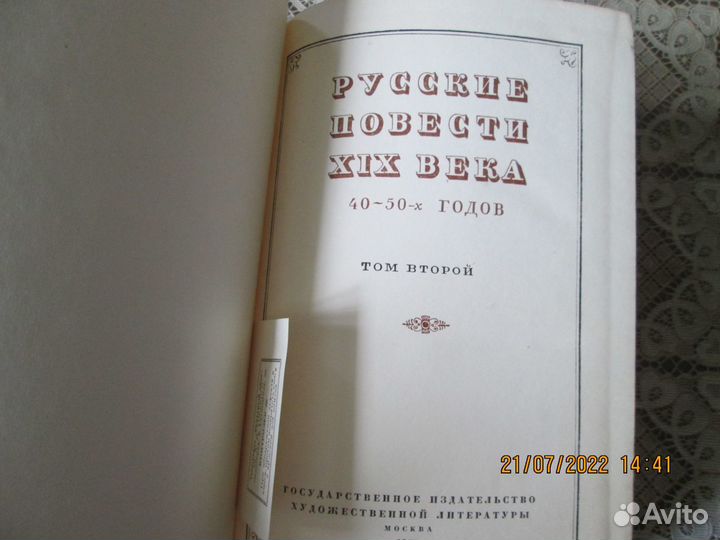 РУССКИЕ
ПОВЕСТИ
XIX ВЕКА
40~50-х ГОДОВ
ТОМ ВТОРОЙ
21/07/2022 14:41
ГОСУДАРСТВЕННОЕ ИЗДАТЕЛЬСТВО
ХУДОЖЕСТВЕННОЙ ЛИТЕРАТУРЫ
МОСКВА
Avito